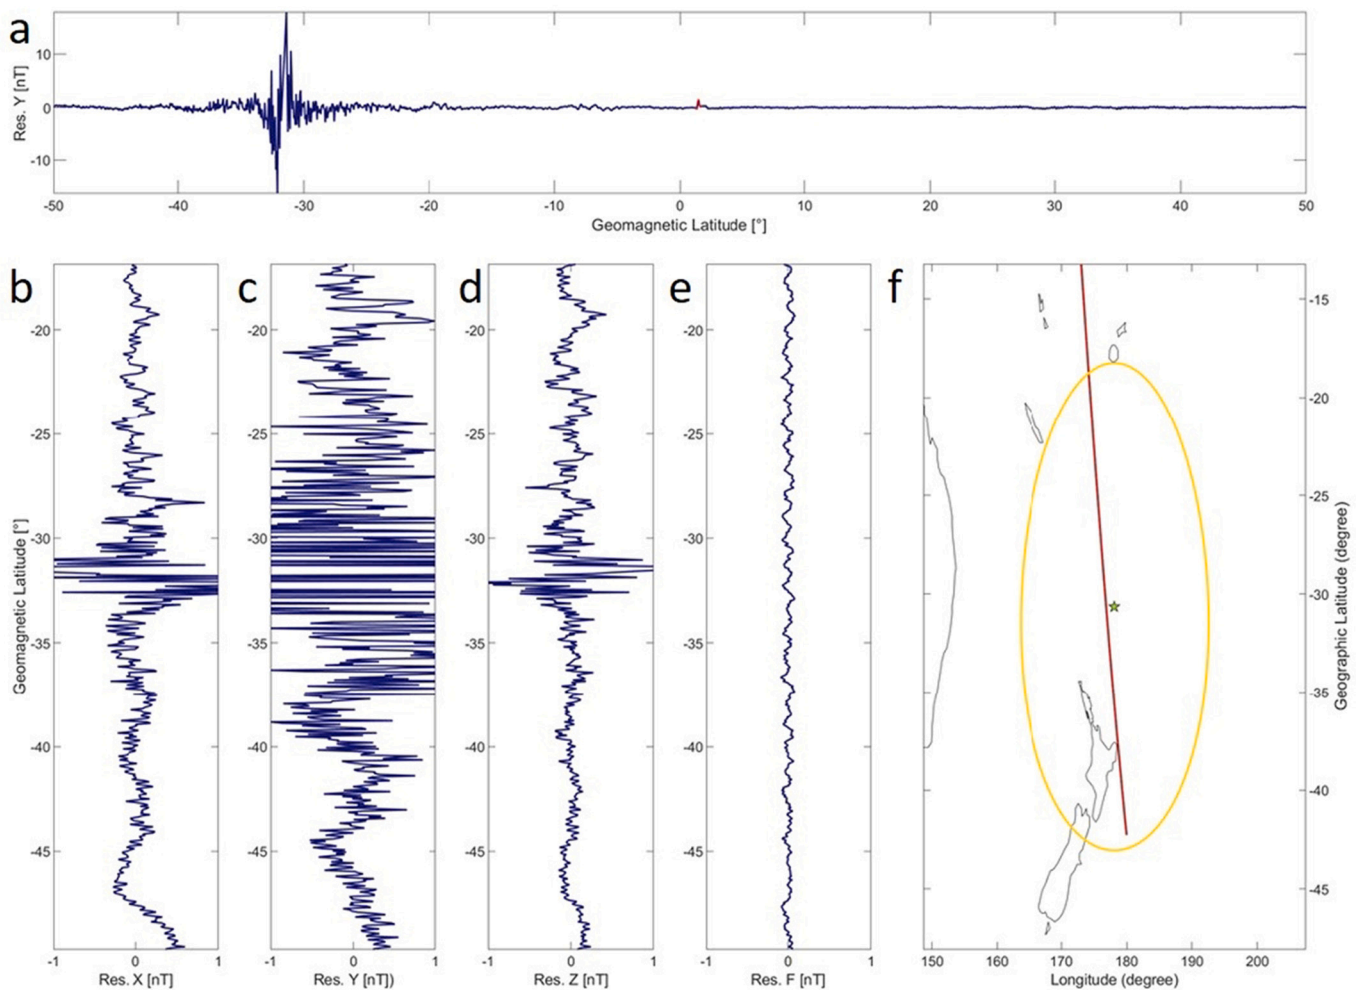 a
Res. Y [nT]
10
0
-10
-50 -40 -30 -20 -10 0 10 20 30 40 50
Geomagnetic Latitude [°]
b c d e f
Geomagnetic Latitude [°]
-20 -20 -20 -20
-25 -25 -25 -25
-30 -30 -30 -30
-35 -35 -35 -35
-40 -40 -40 -40
-45 -45 -45 -45
-15
-20
-25
-30
-35
-40
-45
Geographic Latitude (degree)
-1 0 1 -1 0 1 -1 0 1 -1 0 1 150 160 170 180 190 200
Res. X [nT] Res. Y [nT]) Res. Z [nT] Res. F [nT] Longitude (degree)